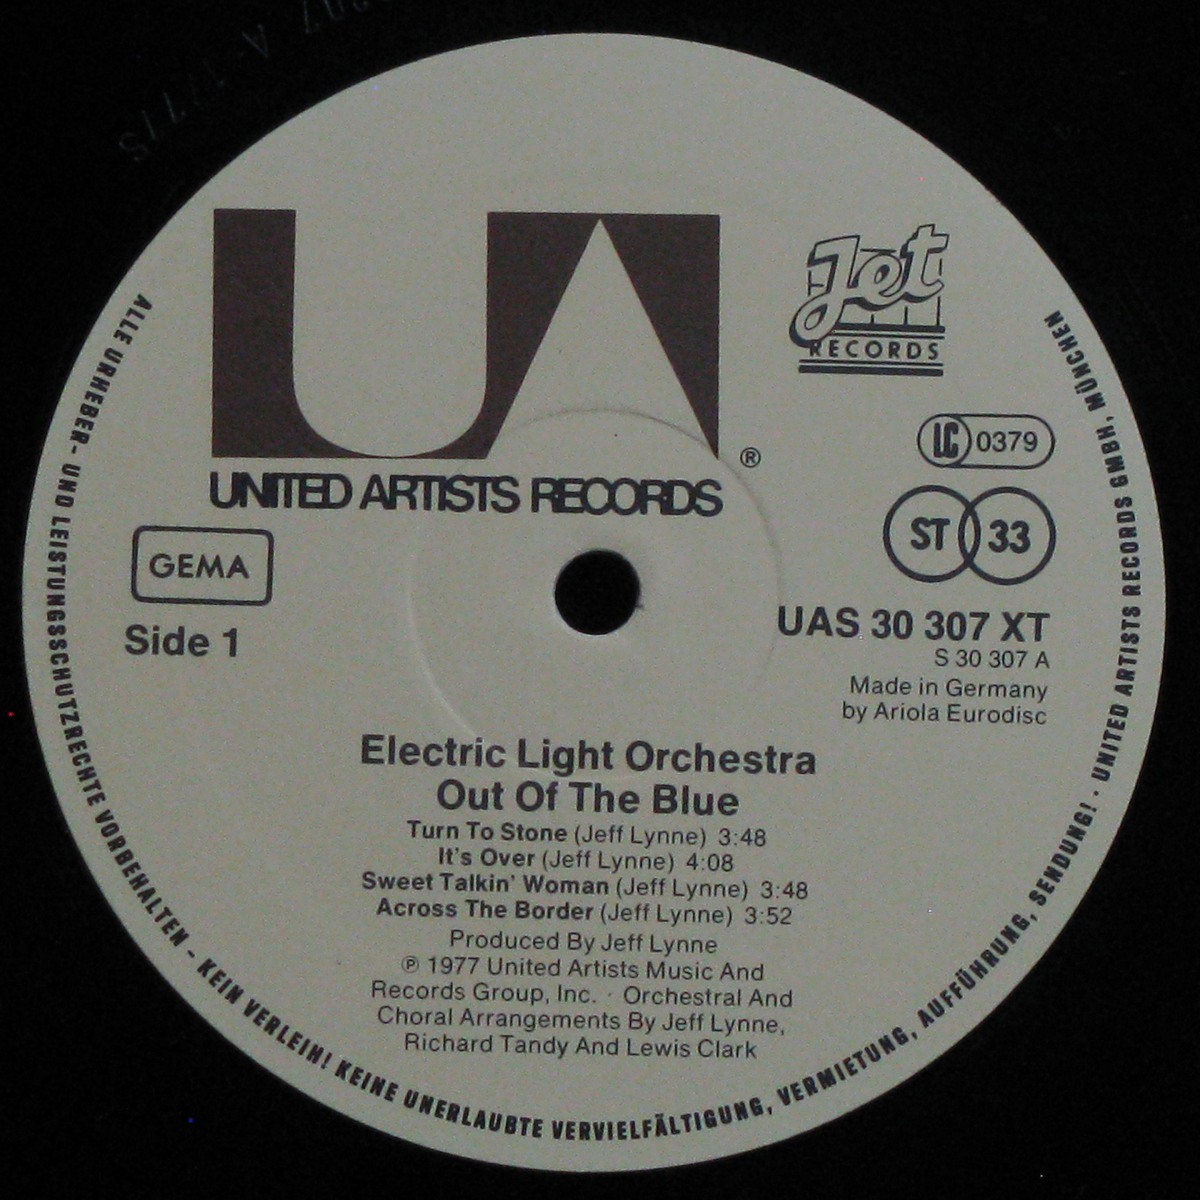 UA
®
UNITED ARTISTS RECORDS
Jet
RECORDS
LC 0379
ST 33
GEMA
Side 1
UAS 30 307 XT
S 30 307 A
Made in Germany
by Ariola Eurodisc
Electric Light Orchestra
Out Of The Blue
Turn To Stone (Jeff Lynne) 3:48
It's Over (Jeff Lynne) 4:08
Sweet Talkin' Woman (Jeff Lynne) 3:48
Across The Border (Jeff Lynne) 3:52
Produced By Jeff Lynne
℗ 1977 United Artists Music And
Records Group, Inc. · Orchestral And
Choral Arrangements By Jeff Lynne,
Richard Tandy And Lewis Clark
ALLE URHEBER- UND LEISTUNGSSCHUTZRECHTE VORBEHALTEN – KEIN VERLEIH! KEINE UNERLAUBTE VERVIELFÄLTIGUNG, VERMIETUNG, AUFFÜHRUNG, SENDUNG! · UNITED ARTISTS RECORDS GMBH, MÜNCHEN